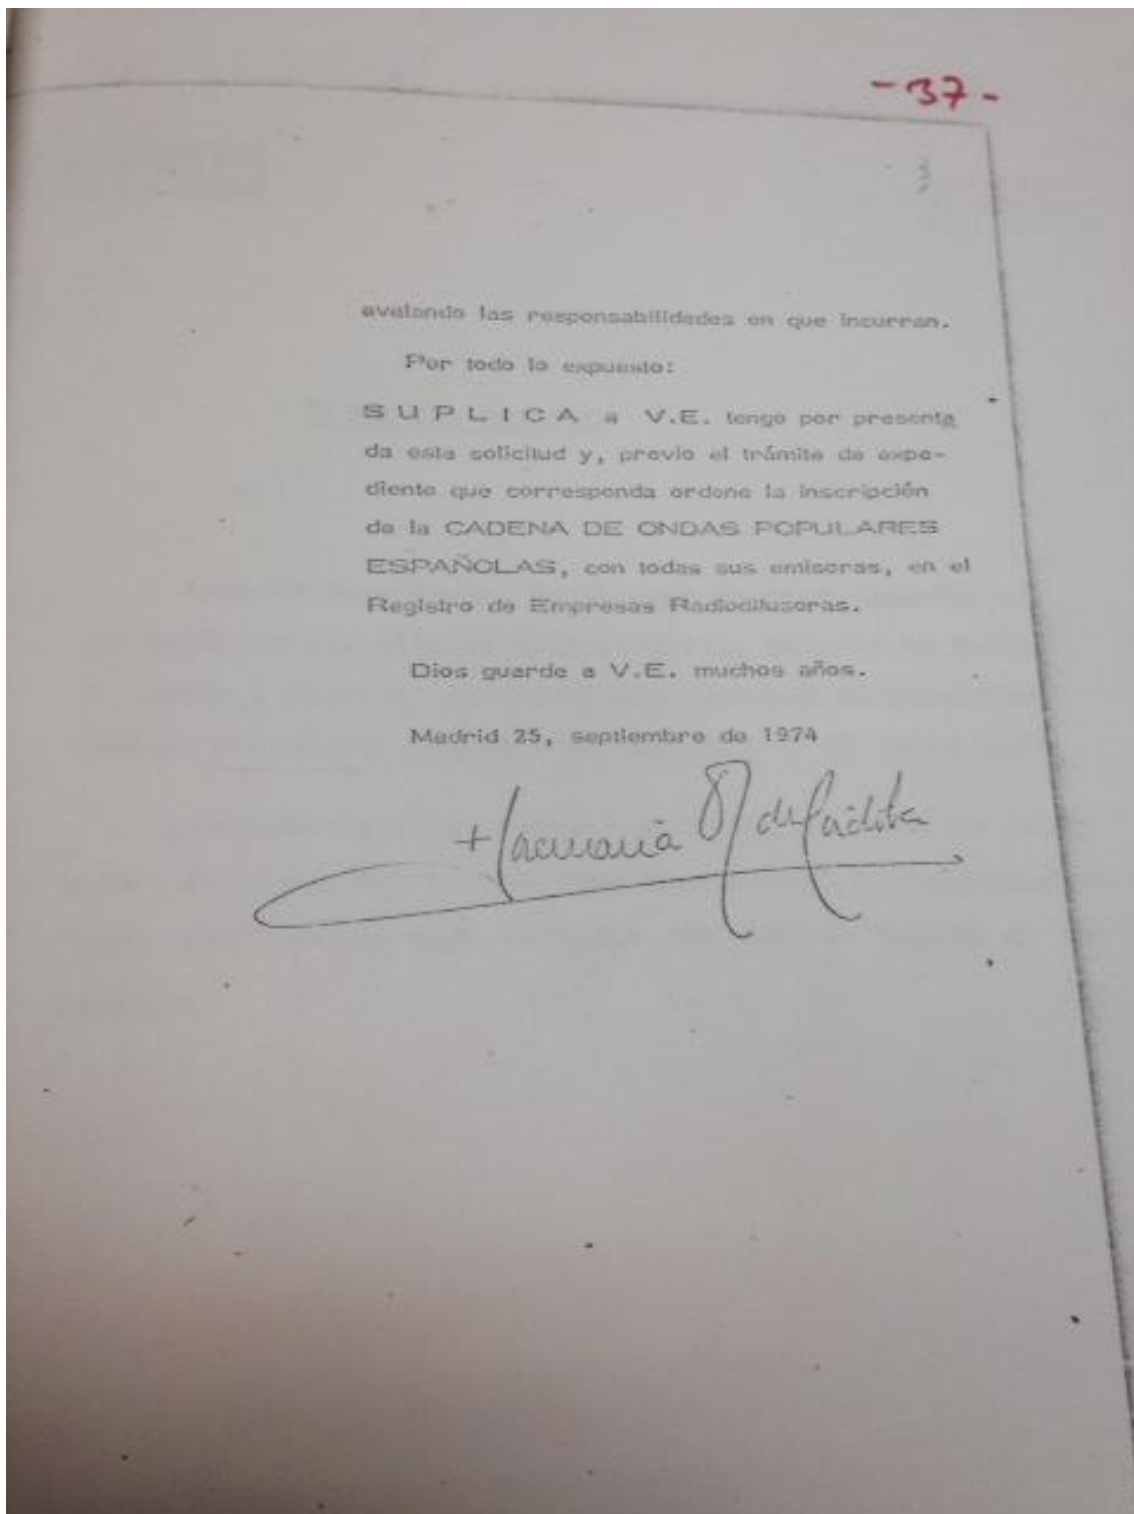 - 37 -
3
avalando las responsabilidades en que incurran.
Por todo lo expuesto:
S U P L I C A a V.E. tenga por presenta
da esta solicitud y, previo el trámite de expe-
diente que corresponda ordene la inscripción
de la CADENA DE ONDAS POPULARES
ESPAÑOLAS, con todas sus emisoras, en el
Registro de Empresas Radiodifusoras.
Dios guarde a V.E. muchos años.
Madrid 25, septiembre de 1974
+